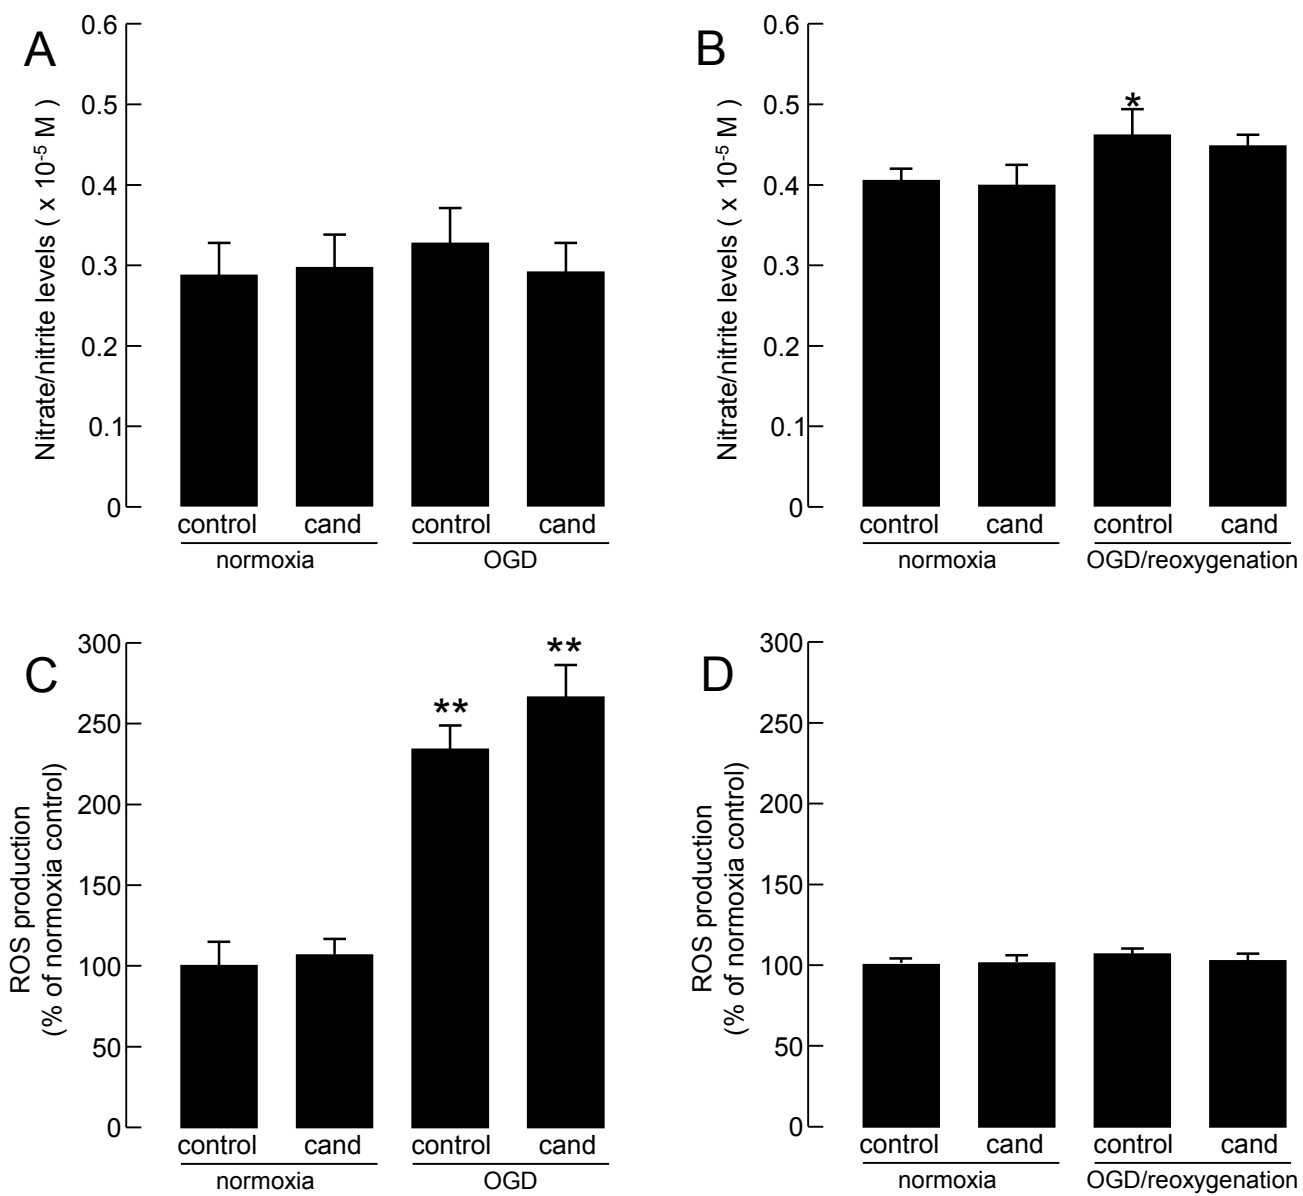 A
Nitrate/nitrite levels ( x 10⁻⁵ M )
0.6
0.5
0.4
0.3
0.2
0.1
0
control cand control cand
normoxia OGD
B
Nitrate/nitrite levels ( x 10⁻⁵ M )
0.6
0.5
0.4
0.3
0.2
0.1
0
*
control cand control cand
normoxia OGD/reoxygenation
C
ROS production
(% of normoxia control)
300
250
200
150
100
50
0
** **
control cand control cand
normoxia OGD
D
ROS production
(% of normoxia control)
300
250
200
150
100
50
0
control cand control cand
normoxia OGD/reoxygenation